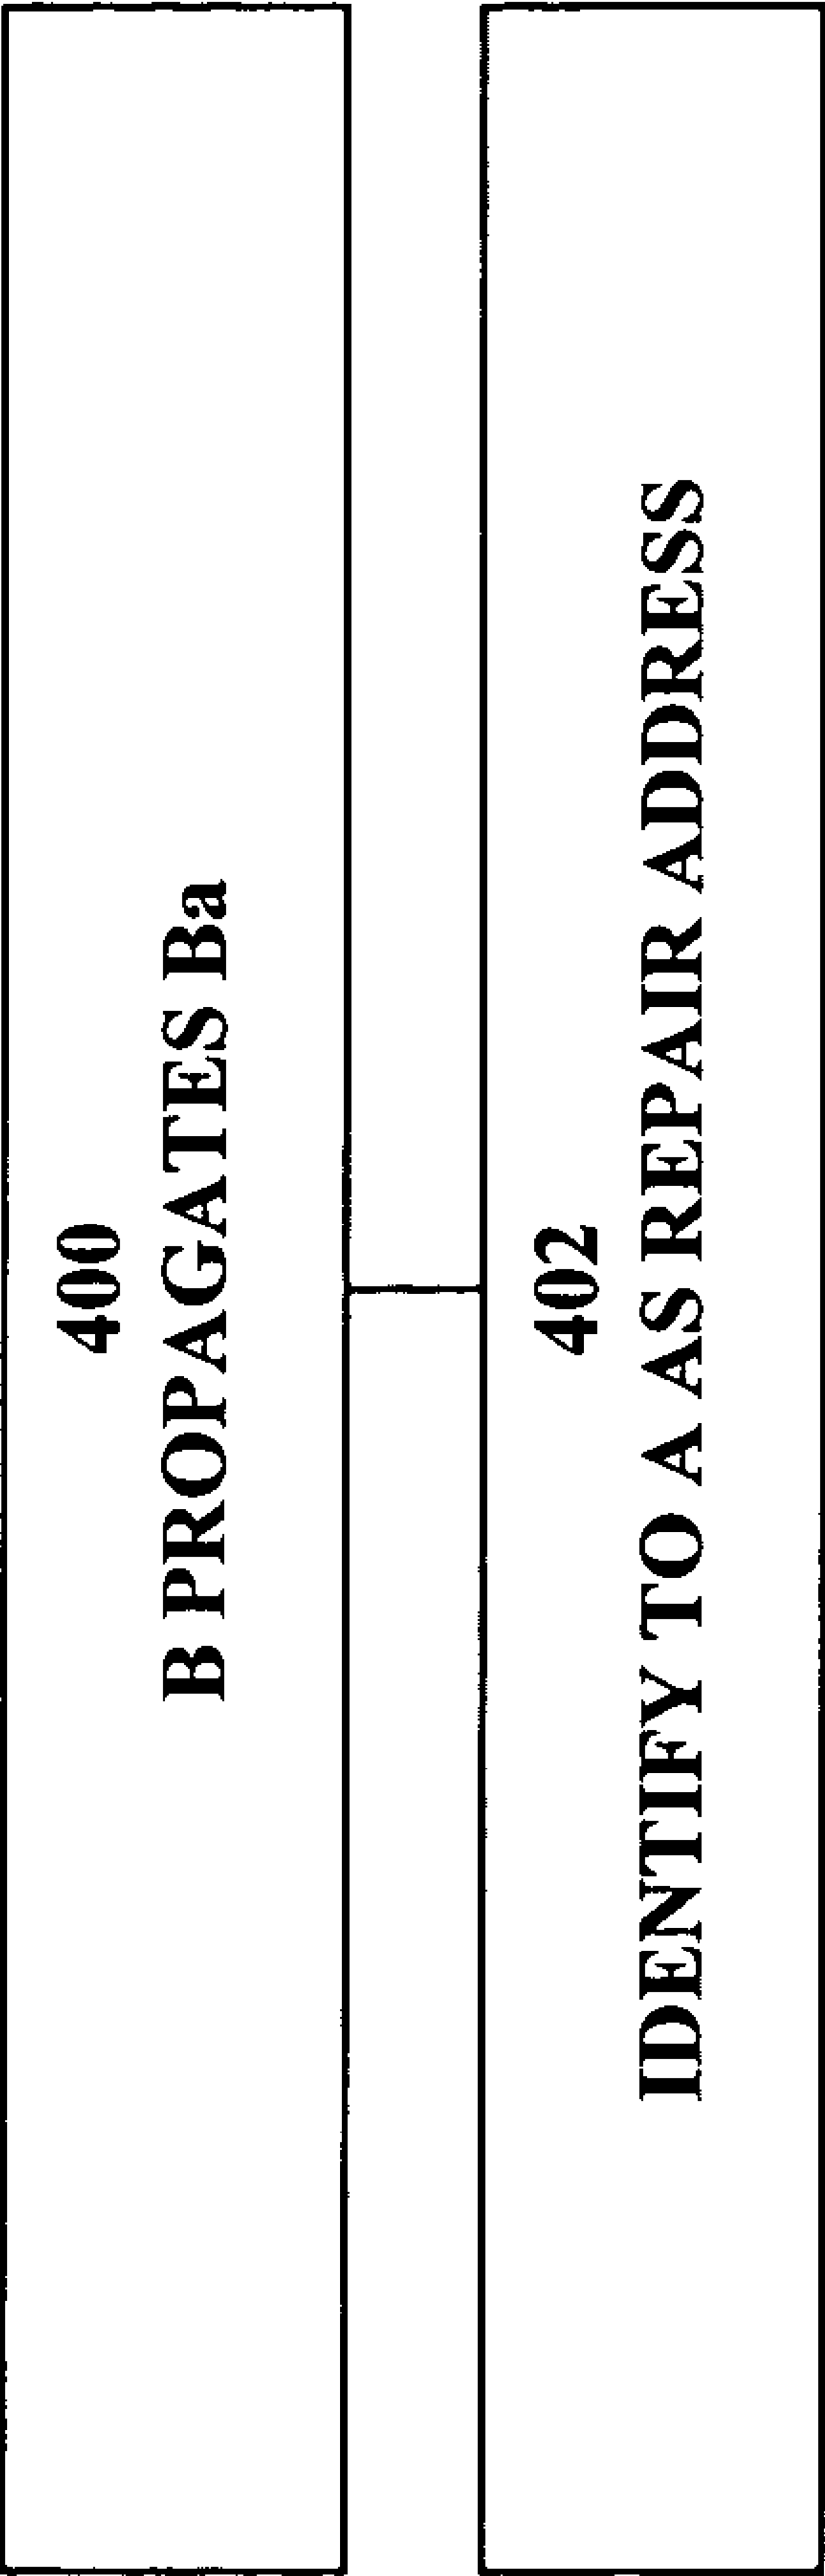 400
B PROPAGATES Ba
402
IDENTIFY TO A AS REPAIR ADDRESS